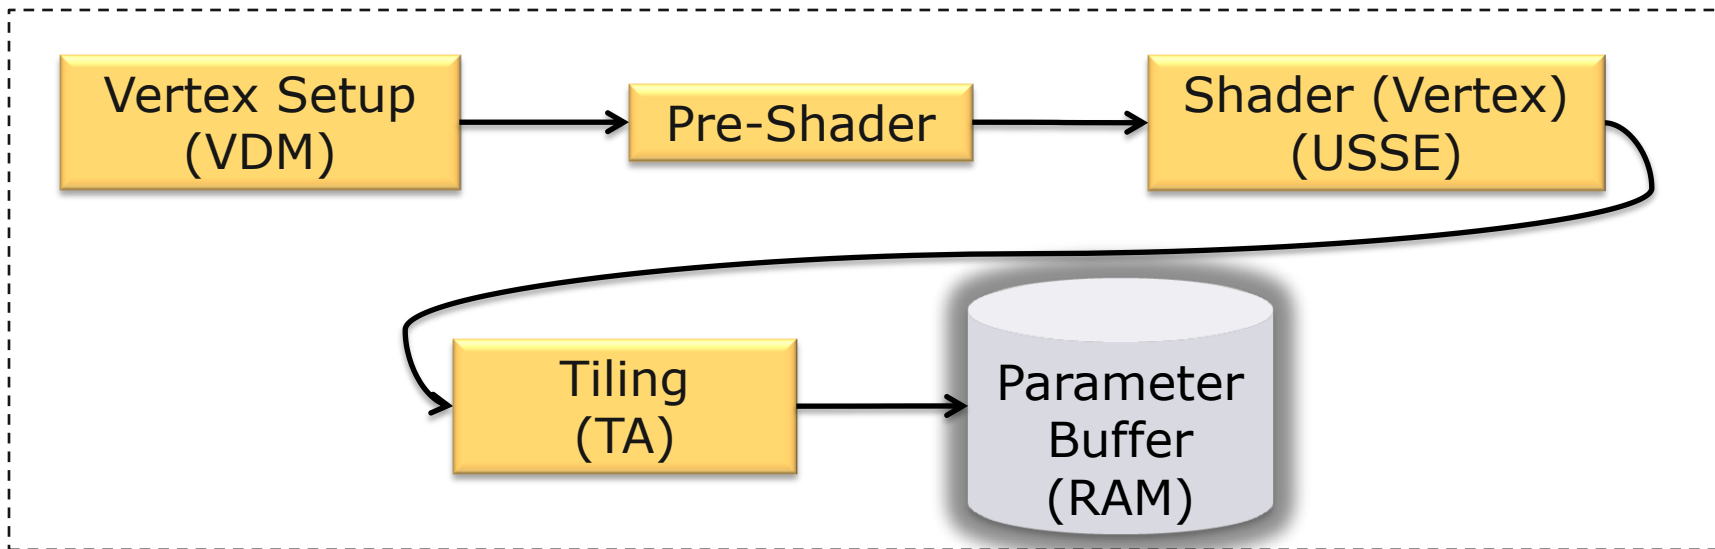 Vertex Setup
(VDM)
Pre-Shader
Shader (Vertex)
(USSE)
Tiling
(TA)
Parameter
Buffer
(RAM)